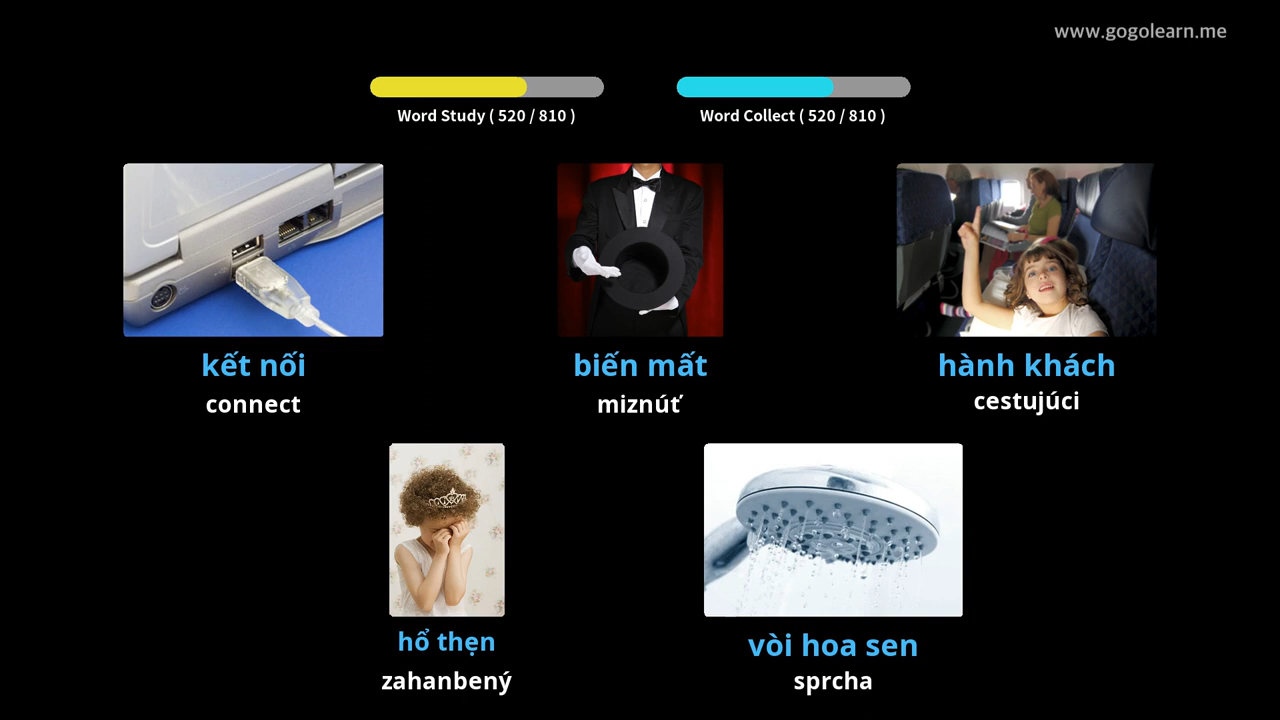 www.gogolearn.me
Word Study ( 520 / 810 )
Word Collect ( 520 / 810 )
kết nối
biến mất
hành khách
connect
miznúť
cestujúci
hổ thẹn
vòi hoa sen
zahanbený
sprcha